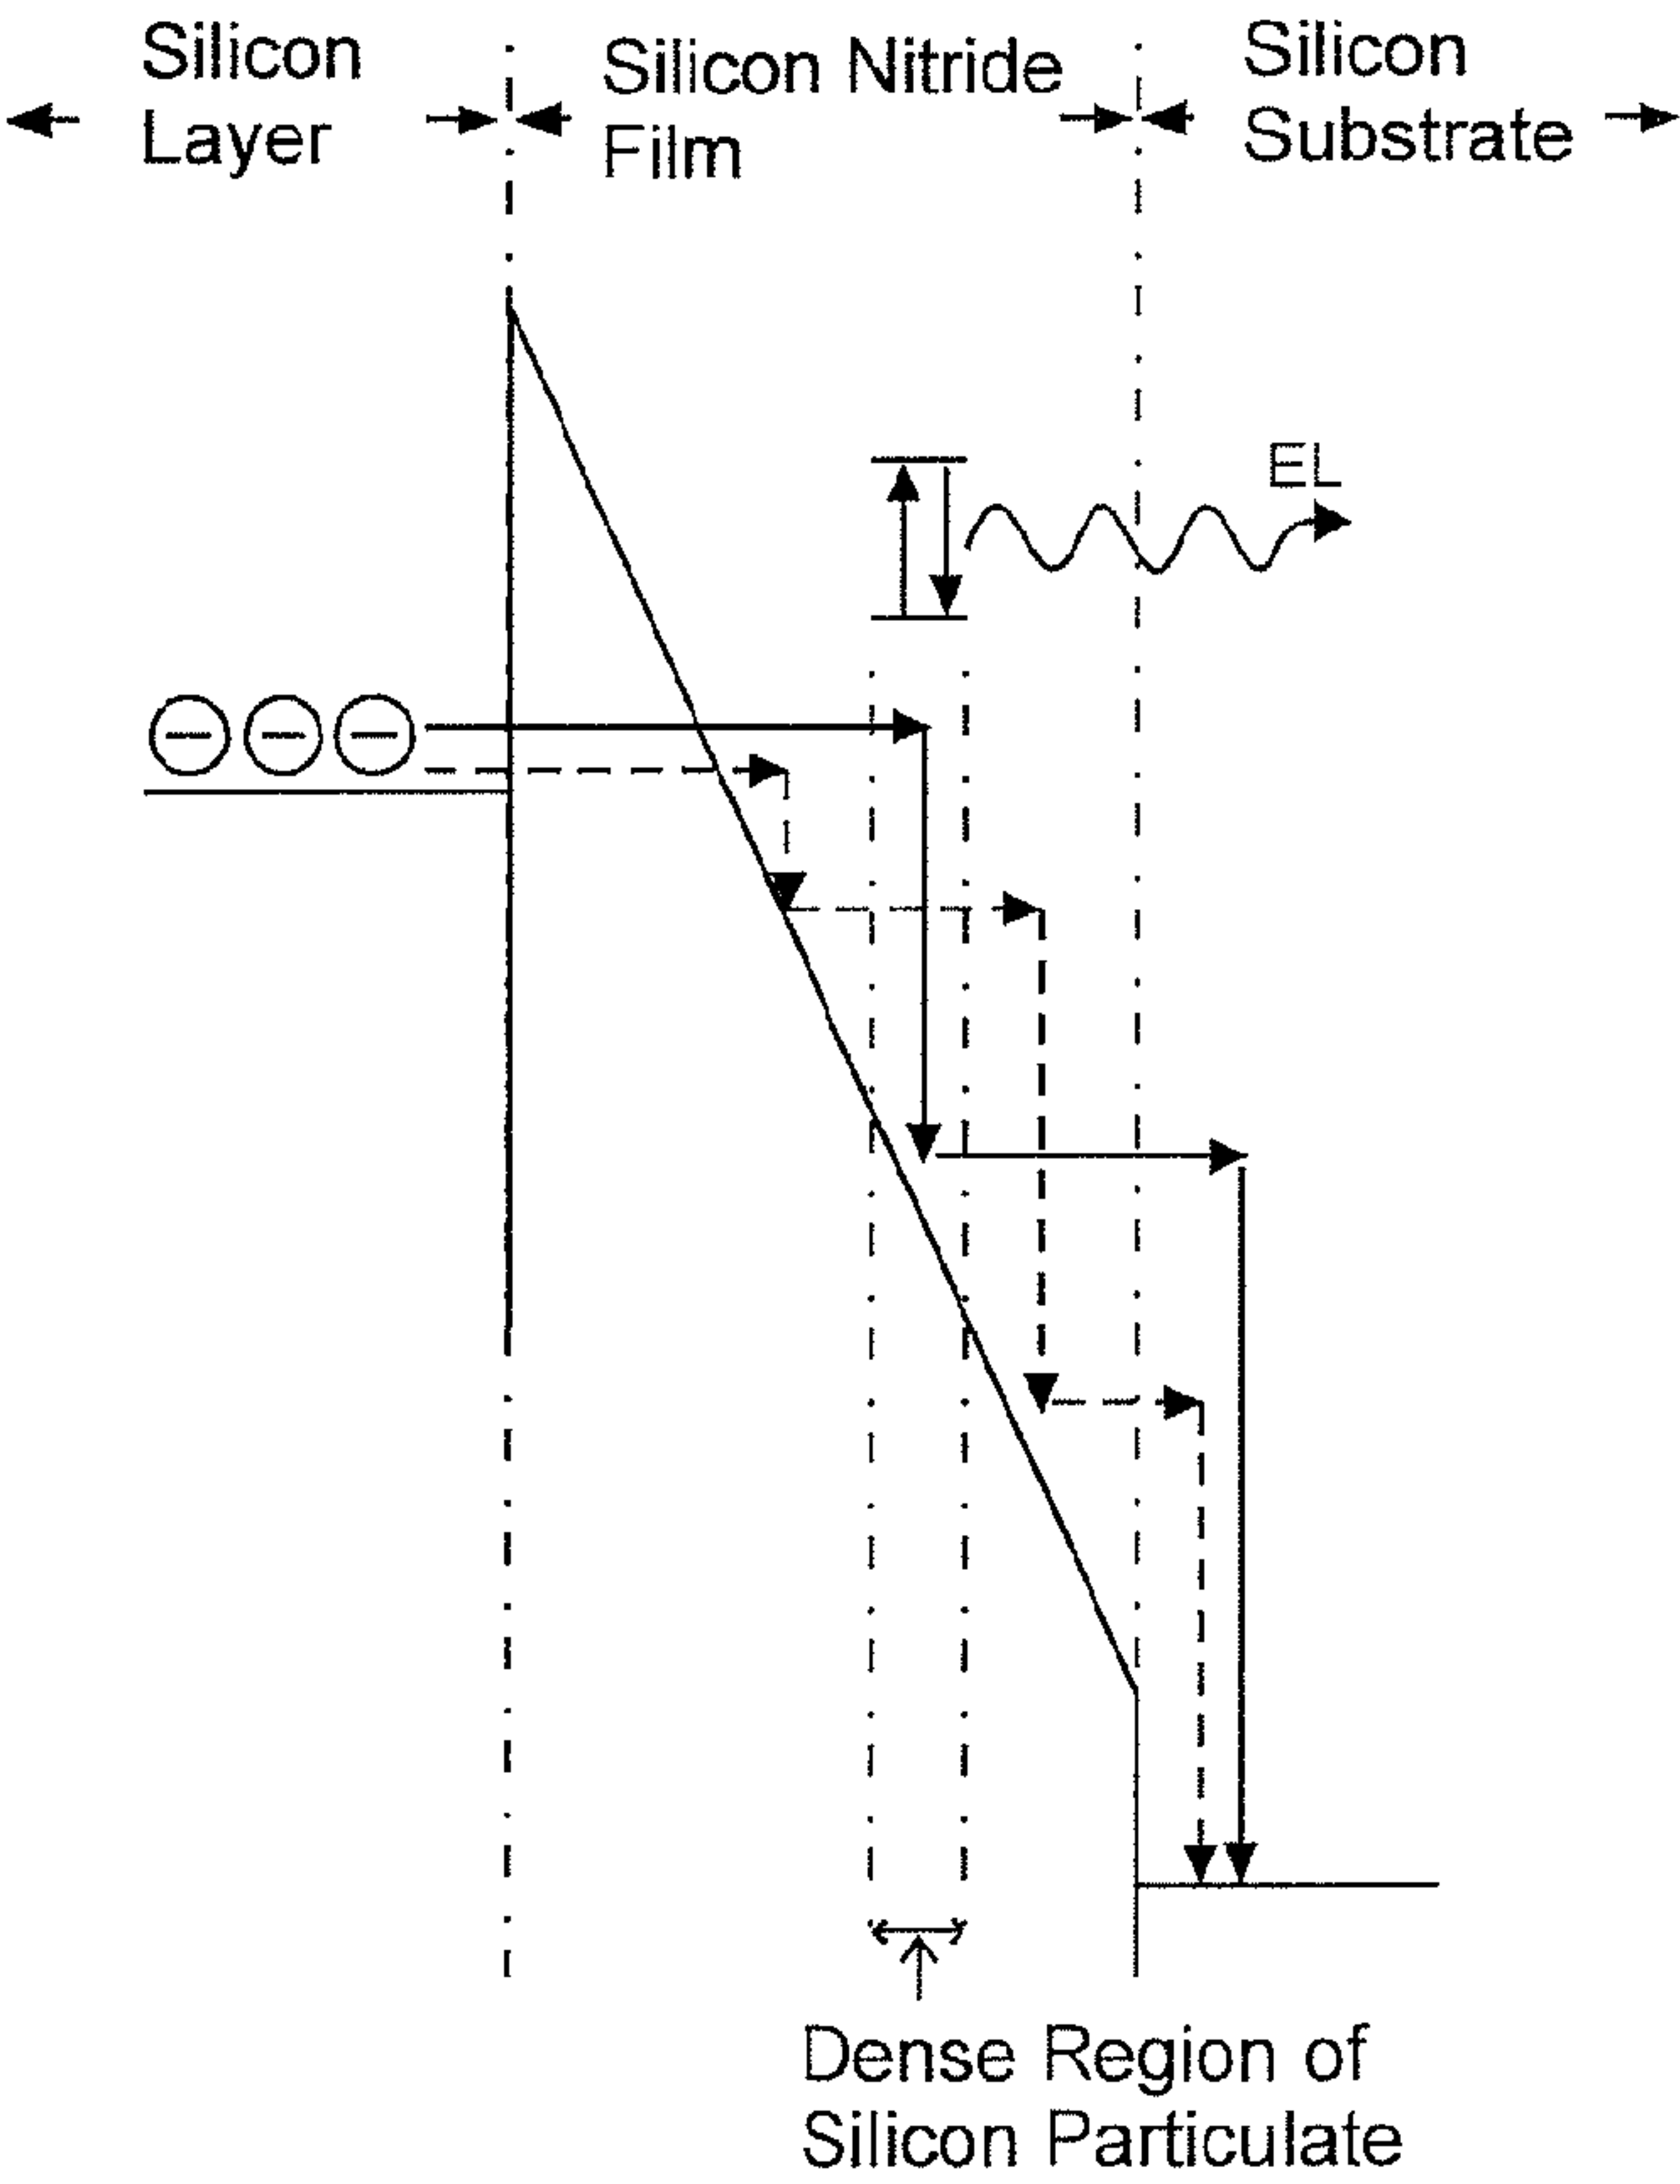 Silicon
Layer
Silicon Nitride
Film
Silicon
Substrate
EL
Dense Region of
Silicon Particulate